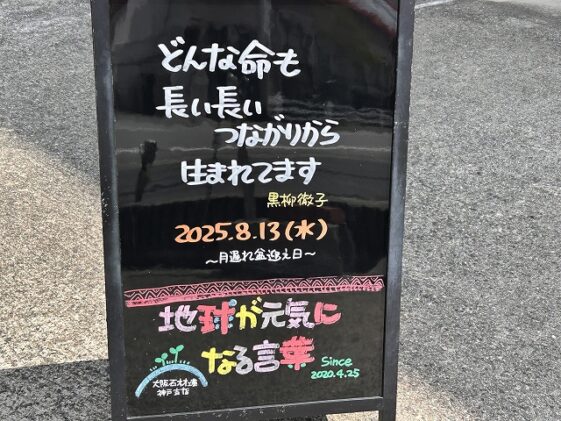 どんな命も
長い長い
つながりから
生まれてます
黒柳徹子
2025.8.13(水)
～月遅れ盆迎え日～
地球が元気に
なる言葉
Since
2020.4.25
大阪石材工業
神戸店